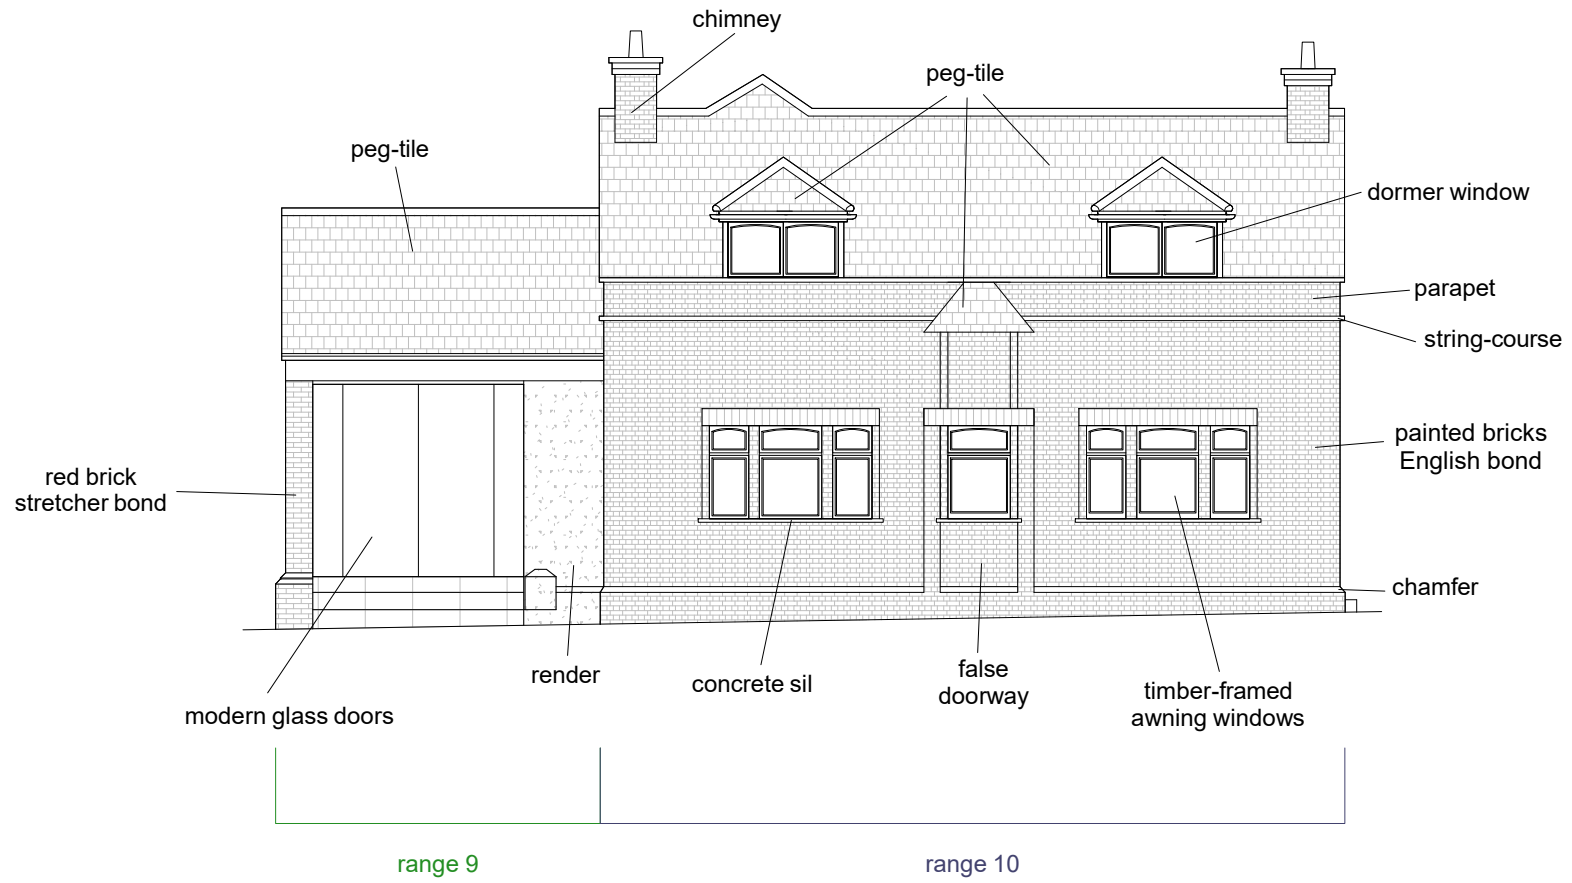 chimney
peg-tile
peg-tile
dormer window
parapet
string-course
painted bricks
English bond
red brick
stretcher bond
chamfer
render
concrete sil
false
doorway
timber-framed
awning windows
modern glass doors
range 9
range 10